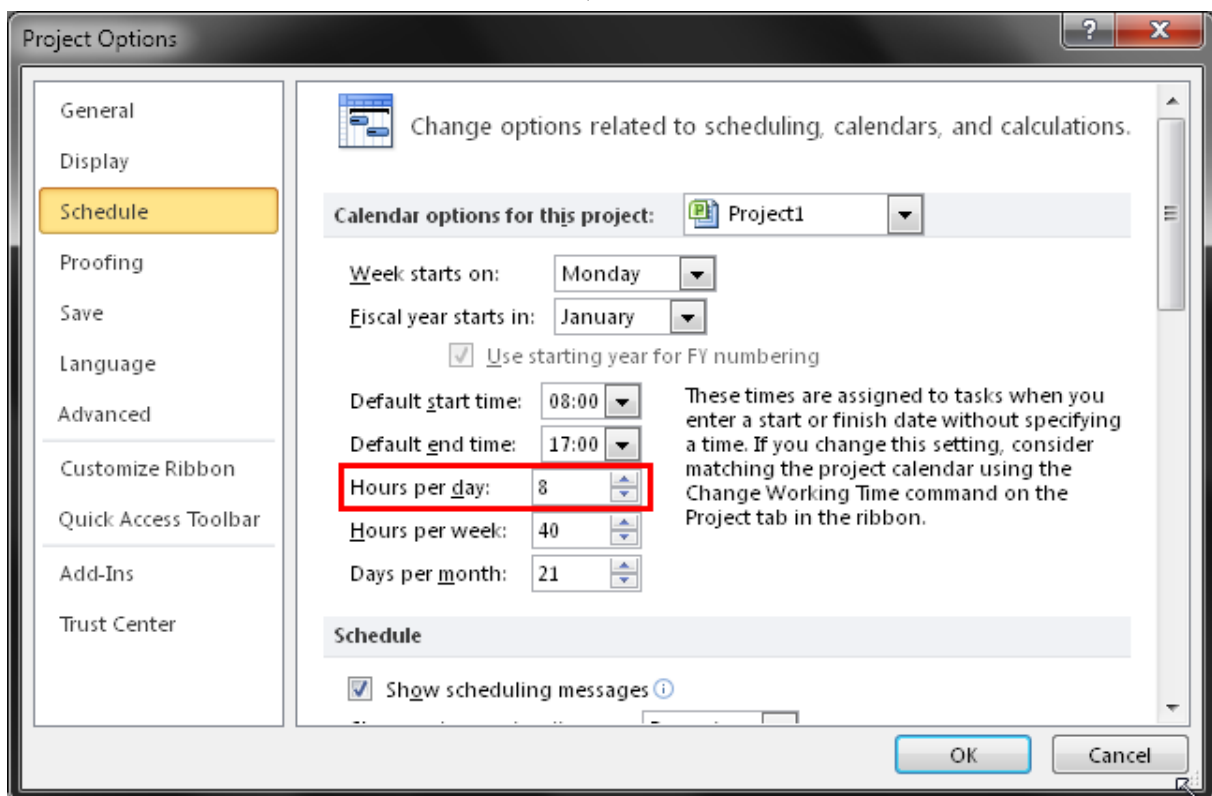 Project Options
General
Display
Schedule
Proofing
Save
Language
Advanced
Customize Ribbon
Quick Access Toolbar
Add-Ins
Trust Center
Change options related to scheduling, calendars, and calculations.
Calendar options for this project: Project1
Week starts on: Monday
Fiscal year starts in: January
Use starting year for FY numbering
Default start time: 08:00
Default end time: 17:00
Hours per day: 8
Hours per week: 40
Days per month: 21
These times are assigned to tasks when you
enter a start or finish date without specifying
a time. If you change this setting, consider
matching the project calendar using the
Change Working Time command on the
Project tab in the ribbon.
Schedule
Show scheduling messages
OK Cancel